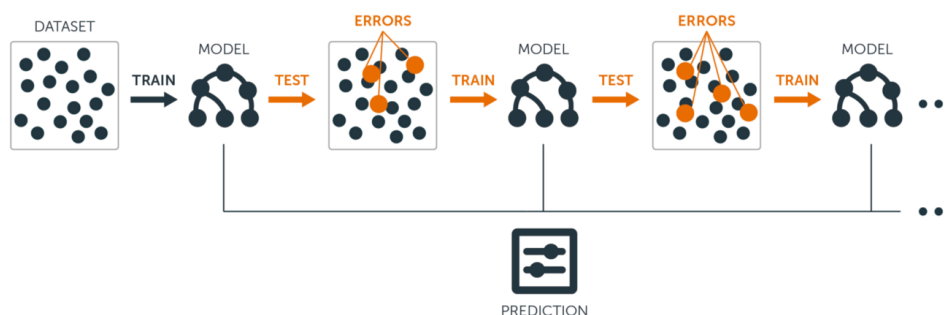 DATASET
TRAIN
MODEL
TEST
ERRORS
TRAIN
MODEL
TEST
ERRORS
TRAIN
MODEL
PREDICTION